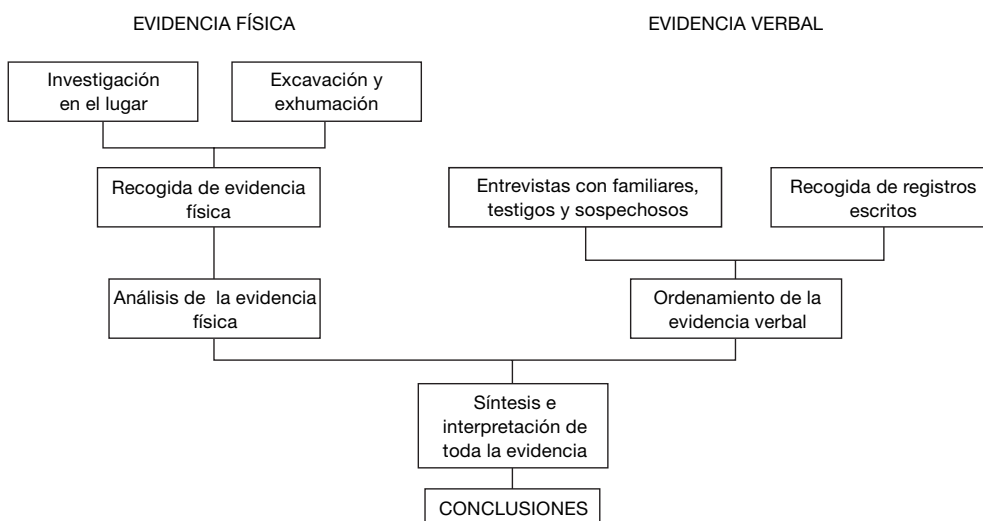 EVIDENCIA FÍSICA
EVIDENCIA VERBAL
Investigación
en el lugar
Excavación y
exhumación
Recogida de evidencia
física
Entrevistas con familiares,
testigos y sospechosos
Recogida de registros
escritos
Análisis de la evidencia
física
Ordenamiento de la
evidencia verbal
Síntesis e
interpretación de
toda la evidencia
CONCLUSIONES